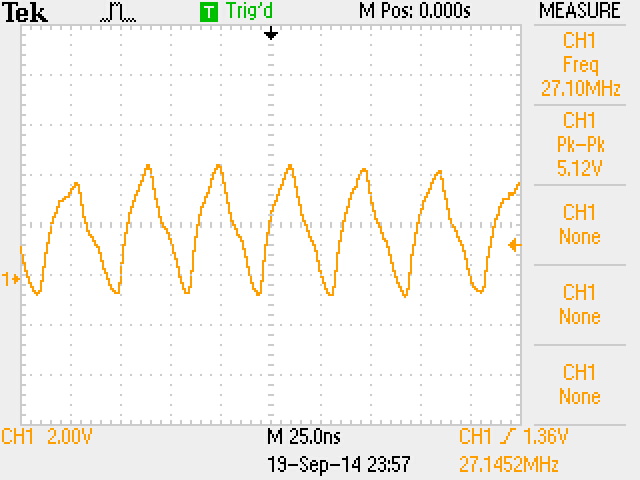 Tek T Trig'd M Pos: 0.000s MEASURE
CH1
Freq
27.10MHz
CH1
Pk-Pk
5.12V
CH1
None
1
CH1
None
CH1
None
CH1 2.00V M 25.0ns CH1 1.36V
19-Sep-14 23:57 27.1452MHz